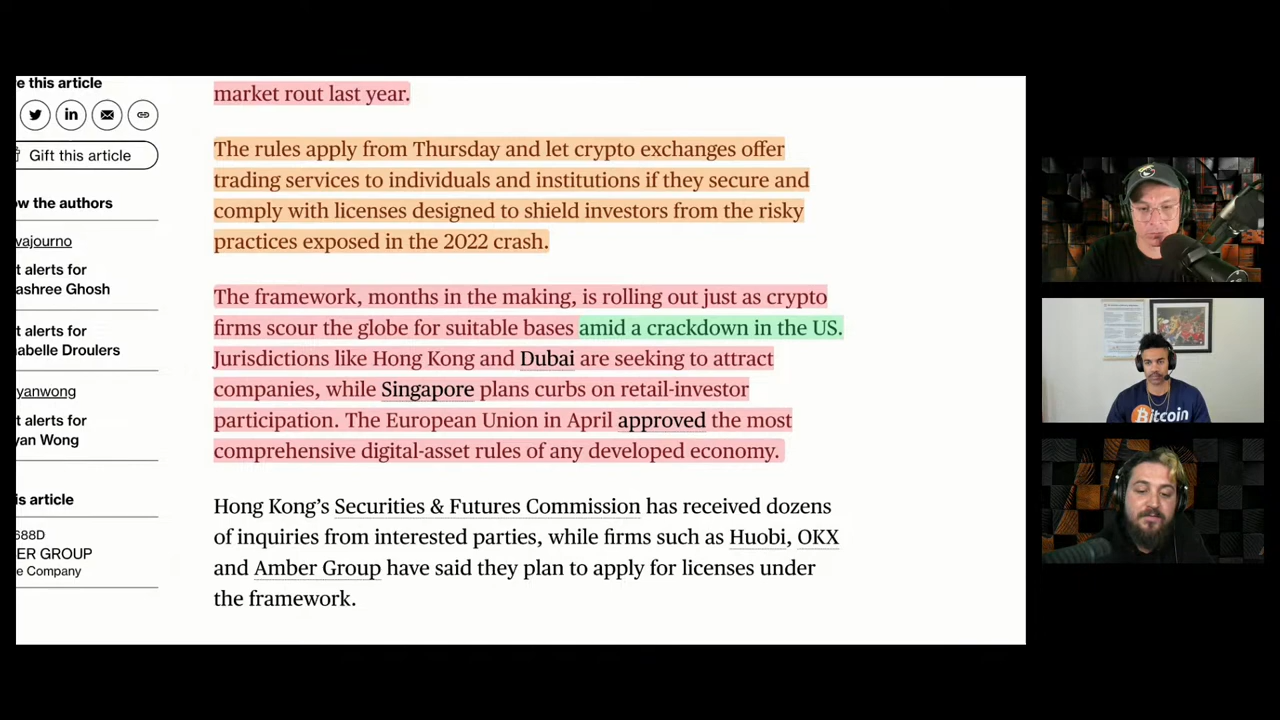 e this article
Gift this article
ow the authors
vajourno
t alerts for
ashree Ghosh
t alerts for
abelle Droulers
yanwong
t alerts for
yan Wong
is article
688D
ER GROUP
e Company
market rout last year.
The rules apply from Thursday and let crypto exchanges offer
trading services to individuals and institutions if they secure and
comply with licenses designed to shield investors from the risky
practices exposed in the 2022 crash.
The framework, months in the making, is rolling out just as crypto
firms scour the globe for suitable bases amid a crackdown in the US.
Jurisdictions like Hong Kong and Dubai are seeking to attract
companies, while Singapore plans curbs on retail-investor
participation. The European Union in April approved the most
comprehensive digital-asset rules of any developed economy.
Hong Kong’s Securities & Futures Commission has received dozens
of inquiries from interested parties, while firms such as Huobi, OKX
and Amber Group have said they plan to apply for licenses under
the framework.
Bitcoin